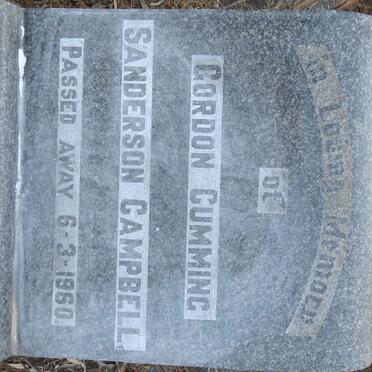 In Loving Memory
of
GORDON CUMMING
SANDERSON CAMPBELL
PASSED AWAY 6-3-1960